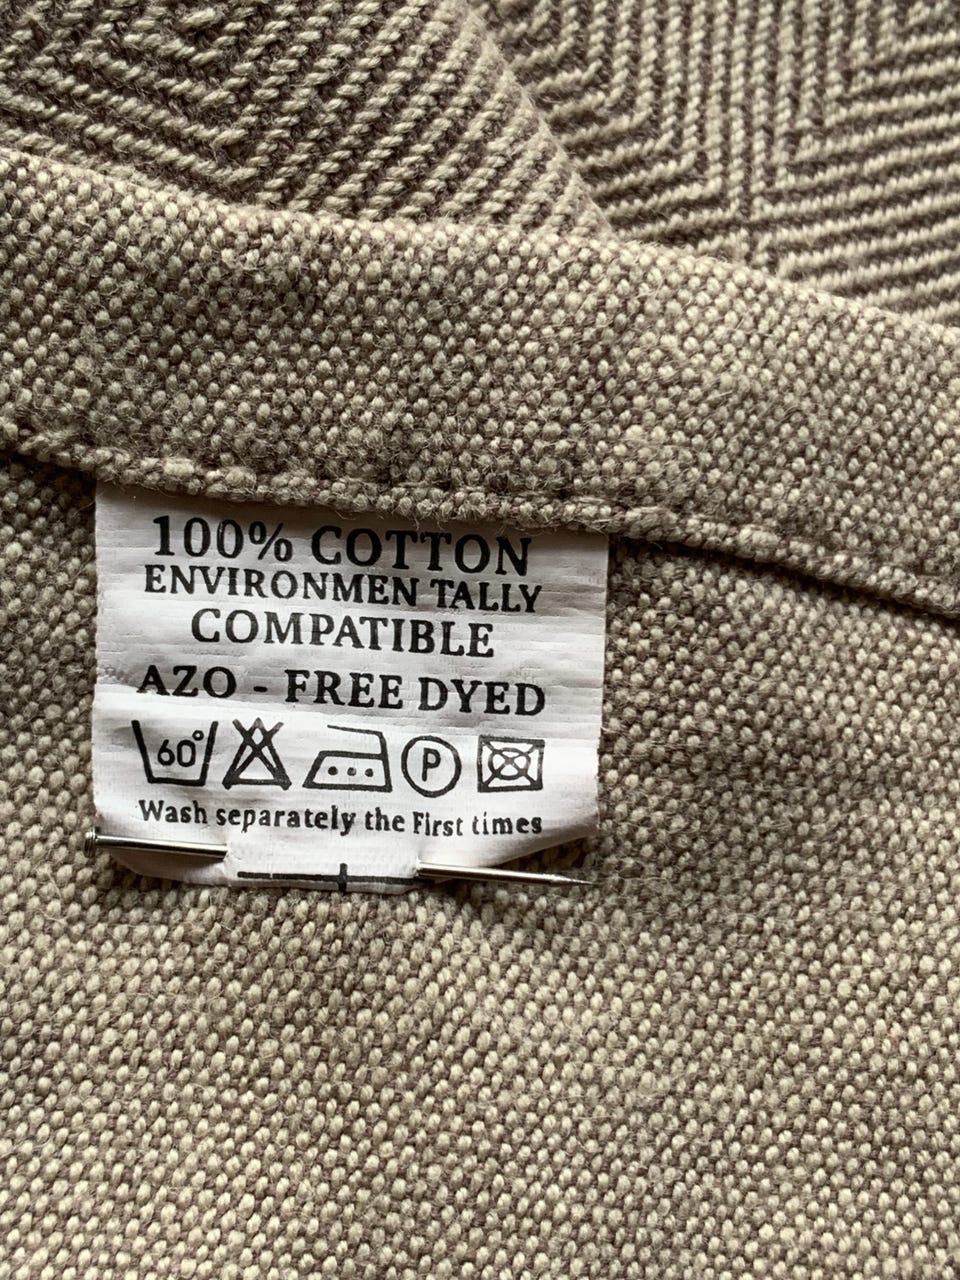 100% COTTON
ENVIRONMEN TALLY
COMPATIBLE
AZO - FREE DYED
60° P
Wash separately the First times